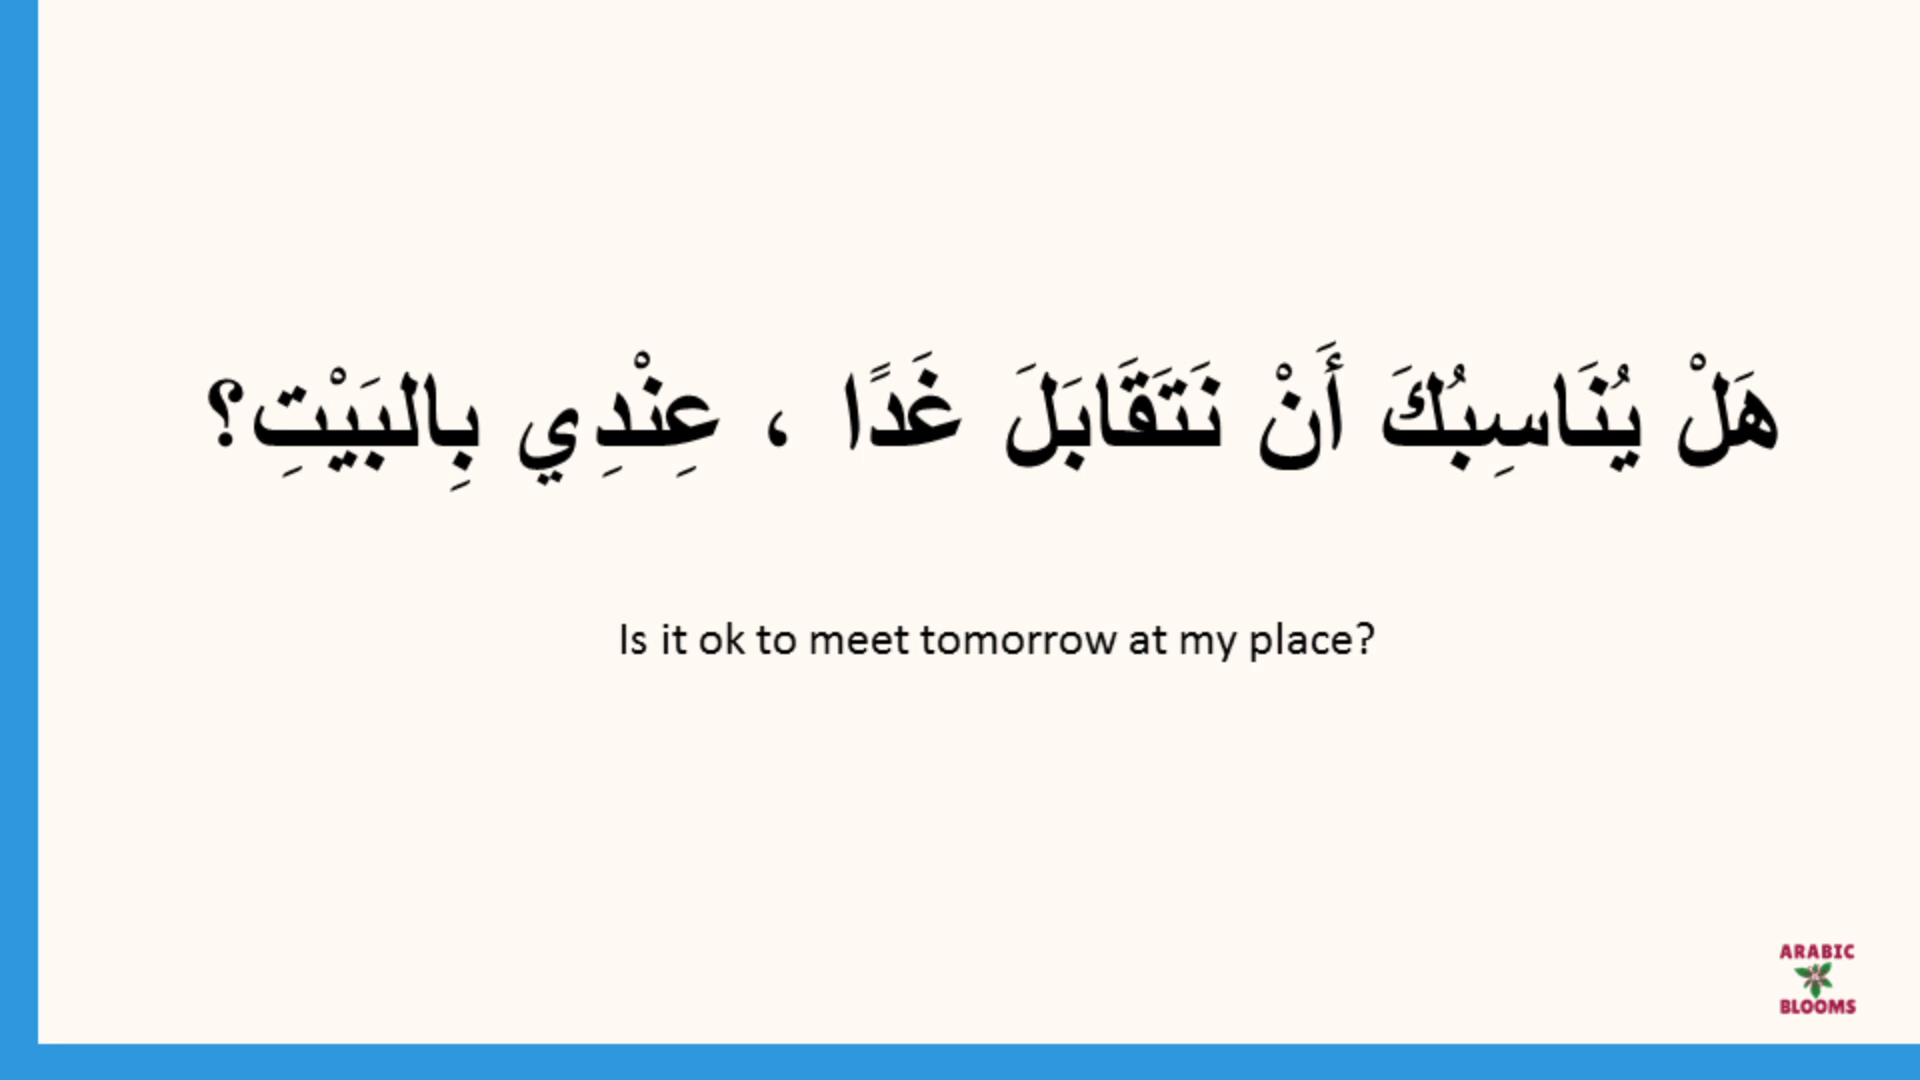 هَلْ يُنَاسِبُكَ أَنْ نَتَقَابَلَ غَدًا ، عِنْدِي بِالبَيْتِ؟
Is it ok to meet tomorrow at my place?
ARABIC
BLOOMS